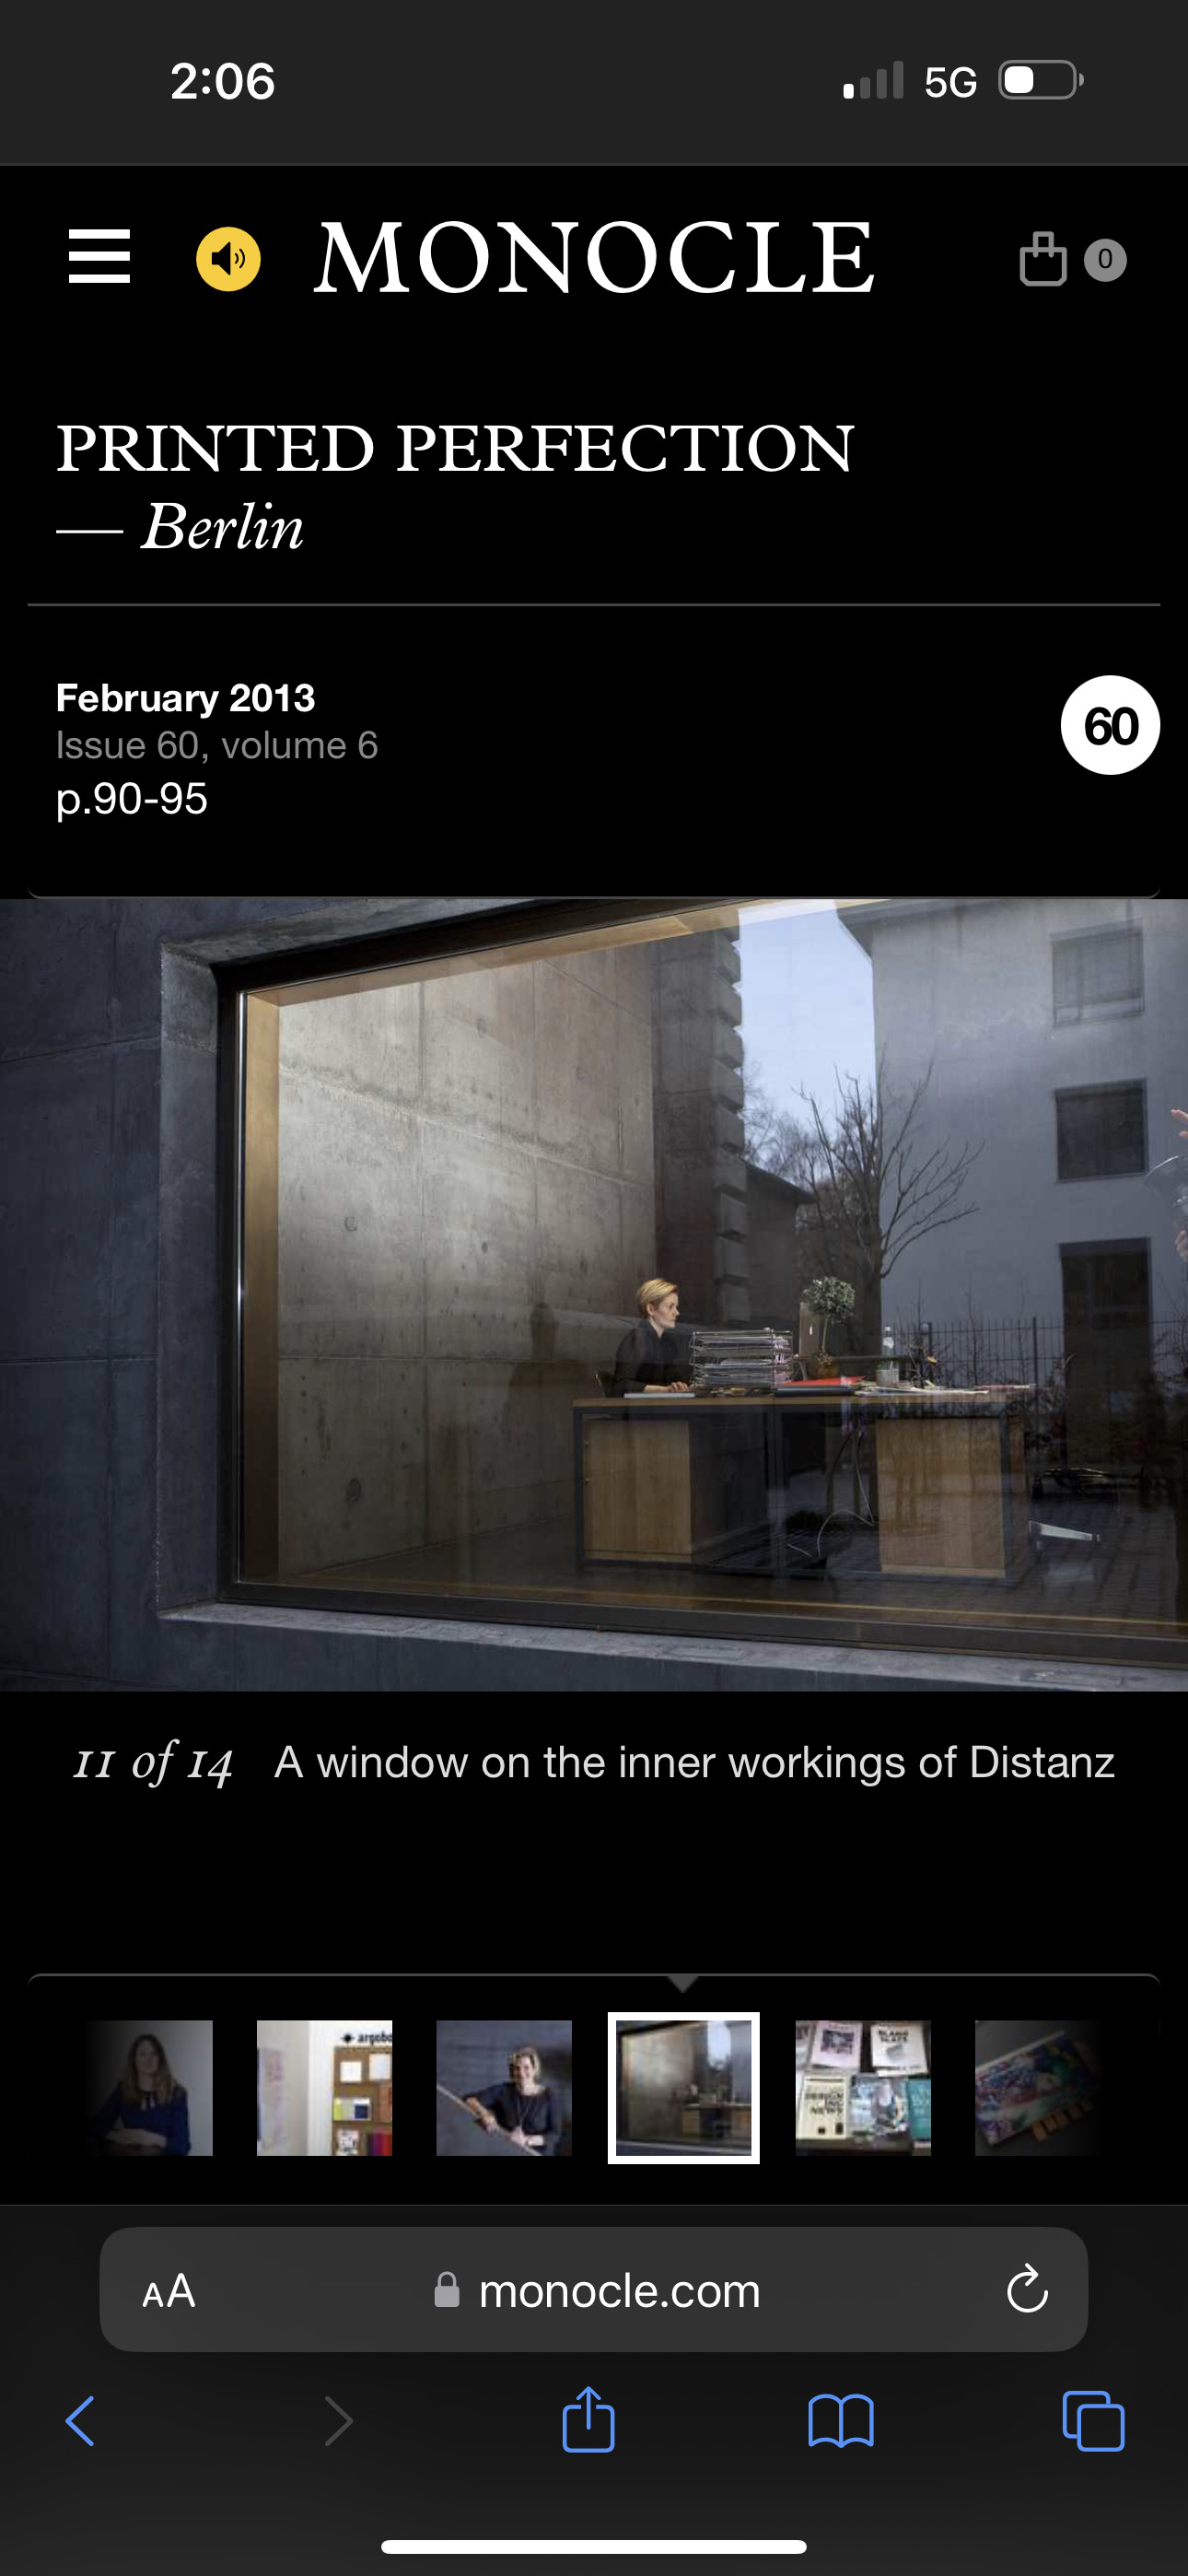 2:06
5G
MONOCLE
0
PRINTED PERFECTION
— Berlin
February 2013
Issue 60, volume 6
60
p.90-95
11 of 14 A window on the inner workings of Distanz
AA
monocle.com